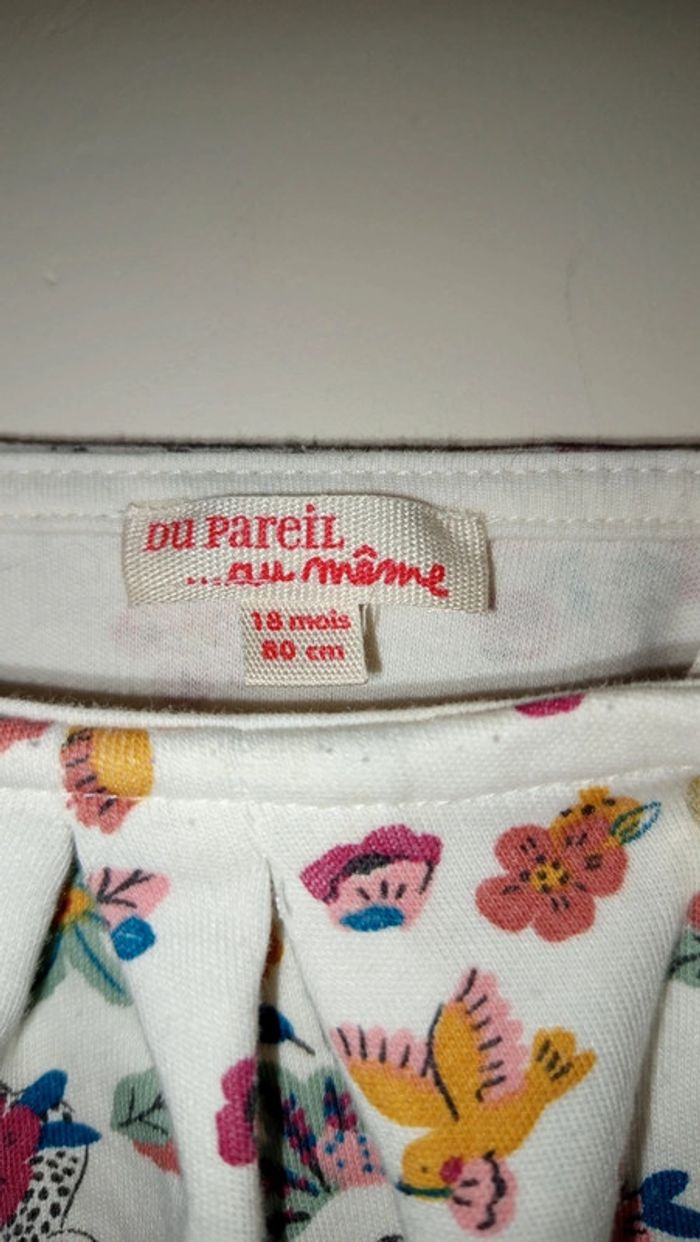 DU PAREIL
...au même
18 mois
80 cm